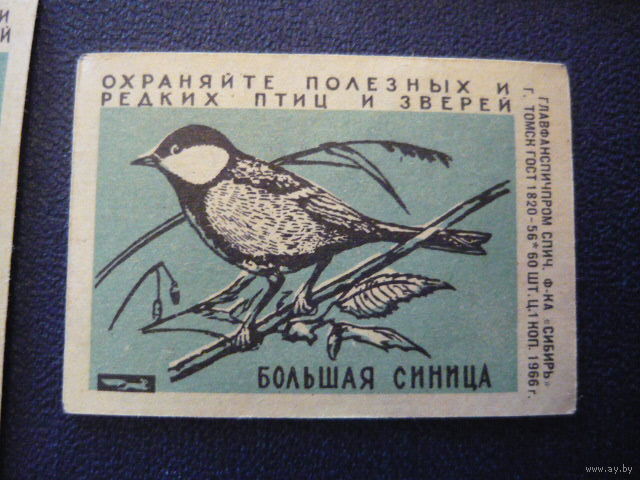 ОХРАНЯЙТЕ ПОЛЕЗНЫХ И
РЕДКИХ ПТИЦ И ЗВЕРЕЙ
ГЛАВФАНСПИЧПРОМ СПИЧ. Ф-КА «СИБИРЬ»
Г. ТОМСК ГОСТ 1820-56*60 ШТ. Ц. 1 КОП. 1966 г.
БОЛЬШАЯ СИНИЦА
И
Й
www.ay.by